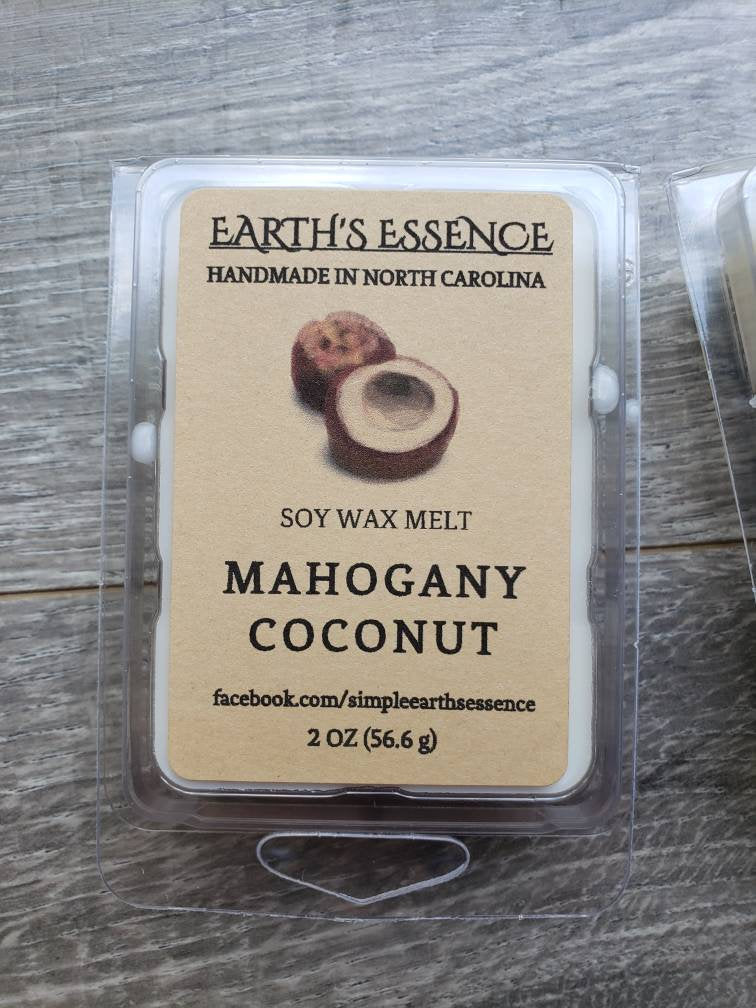 EARTH'S ESSENCE
HANDMADE IN NORTH CAROLINA
SOY WAX MELT
MAHOGANY
COCONUT
facebook.com/simpleearthsessence
2 OZ (56.6 g)